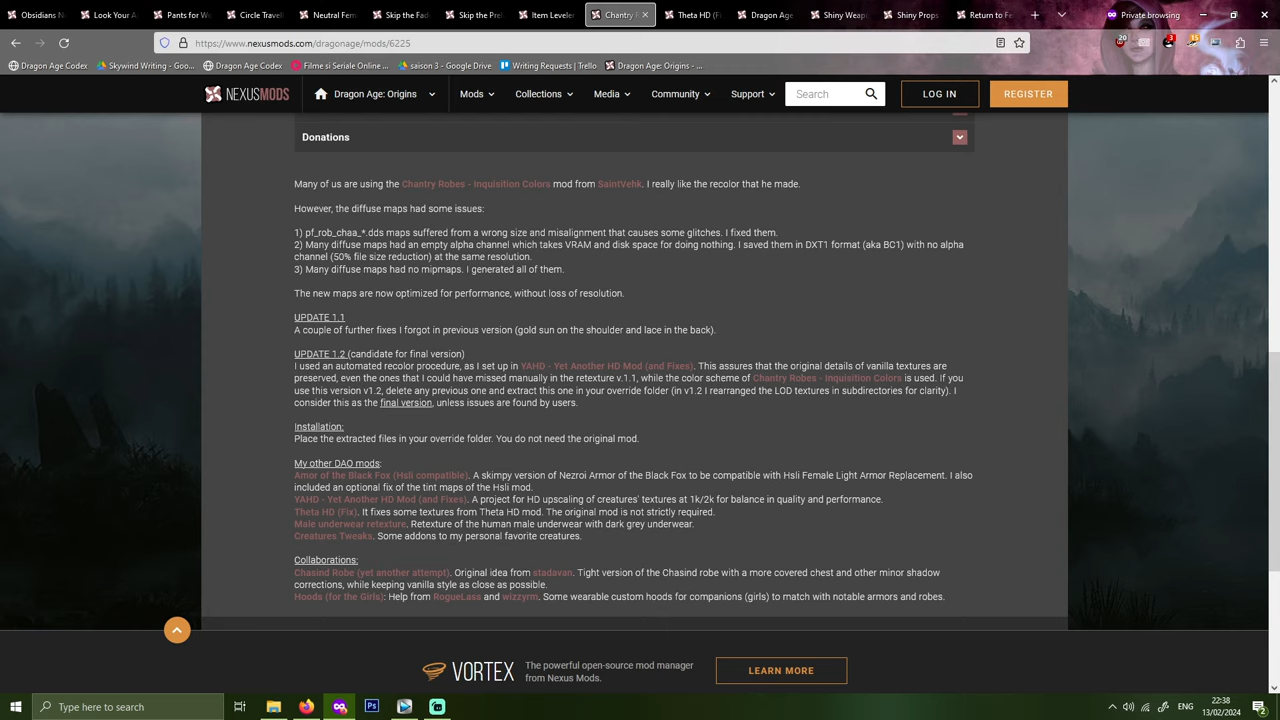 Obsidians N
Look Your A
Pants for W
Circle Travel
Neutral Fem
Skip the Fad
Skip the Pre
Item Levele
Chantry R
Theta HD (Fi
Dragon Age
Shiny Weap
Shiny Props
Return to Fe
Private browsing
https://www.nexusmods.com/dragonage/mods/6225
20
3
15
Dragon Age Codex
Skywind Writing - Goo...
Dragon Age Codex
Filme si Seriale Online ...
saison 3 - Google Drive
Writing Requests | Trello
Dragon Age: Origins - ...
NEXUSMODS
Dragon Age: Origins
Mods
Collections
Media
Community
Support
Search
LOG IN
REGISTER
Donations
Many of us are using the Chantry Robes - Inquisition Colors mod from SaintVehk. I really like the recolor that he made.
However, the diffuse maps had some issues:
1) pf_rob_chaa_*.dds maps suffered from a wrong size and misalignment that causes some glitches. I fixed them.
2) Many diffuse maps had an empty alpha channel which takes VRAM and disk space for doing nothing. I saved them in DXT1 format (aka BC1) with no alpha
channel (50% file size reduction) at the same resolution.
3) Many diffuse maps had no mipmaps. I generated all of them.
The new maps are now optimized for performance, without loss of resolution.
UPDATE 1.1
A couple of further fixes I forgot in previous version (gold sun on the shoulder and lace in the back).
UPDATE 1.2 (candidate for final version)
I used an automated recolor procedure, as I set up in YAHD - Yet Another HD Mod (and Fixes). This assures that the original details of vanilla textures are
preserved, even the ones that I could have missed manually in the retexture v.1.1, while the color scheme of Chantry Robes - Inquisition Colors is used. If you
use this version v1.2, delete any previous one and extract this one in your override folder (in v1.2 I rearranged the LOD textures in subdirectories for clarity). I
consider this as the final version, unless issues are found by users.
Installation:
Place the extracted files in your override folder. You do not need the original mod.
My other DAO mods:
Amor of the Black Fox (Hsli compatible). A skimpy version of Nezroi Armor of the Black Fox to be compatible with Hsli Female Light Armor Replacement. I also
included an optional fix of the tint maps of the Hsli mod.
YAHD - Yet Another HD Mod (and Fixes). A project for HD upscaling of creatures' textures at 1k/2k for balance in quality and performance.
Theta HD (Fix). It fixes some textures from Theta HD mod. The original mod is not strictly required.
Male underwear retexture. Retexture of the human male underwear with dark grey underwear.
Creatures Tweaks. Some addons to my personal favorite creatures.
Collaborations:
Chasind Robe (yet another attempt). Original idea from stadavan. Tight version of the Chasind robe with a more covered chest and other minor shadow
corrections, while keeping vanilla style as close as possible.
Hoods (for the Girls): Help from RogueLass and wizzyrm. Some wearable custom hoods for companions (girls) to match with notable armors and robes.
VORTEX
The powerful open-source mod manager
from Nexus Mods.
LEARN MORE
Type here to search
Ps
ENG
22:38
13/02/2024
2